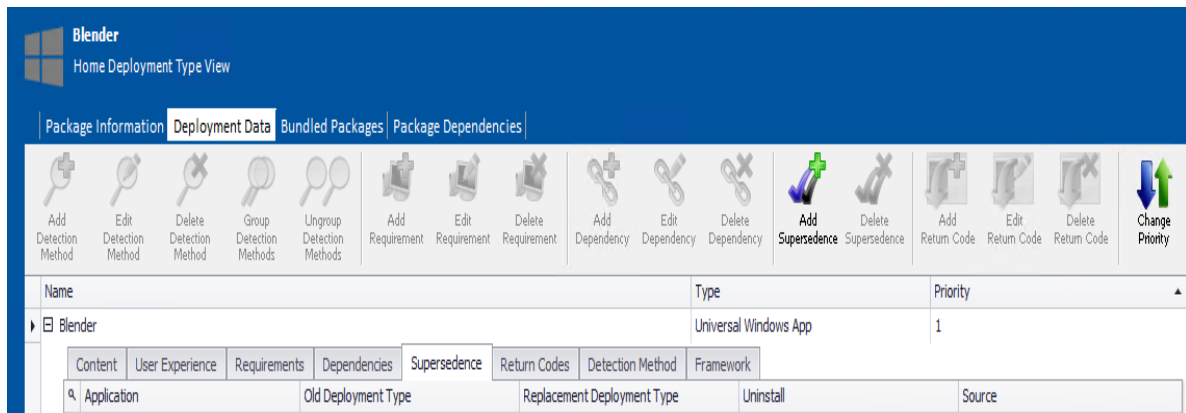 Blender
Home Deployment Type View
Package Information Deployment Data Bundled Packages Package Dependencies
Add Detection Method
Edit Detection Method
Delete Detection Method
Group Detection Methods
Ungroup Detection Methods
Add Requirement
Edit Requirement
Delete Requirement
Add Dependency
Edit Dependency
Delete Dependency
Add Supersedence
Delete Supersedence
Add Return Code
Edit Return Code
Delete Return Code
Change Priority
Name Type Priority
Blender Universal Windows App 1
Content User Experience Requirements Dependencies Supersedence Return Codes Detection Method Framework
Application Old Deployment Type Replacement Deployment Type Uninstall Source